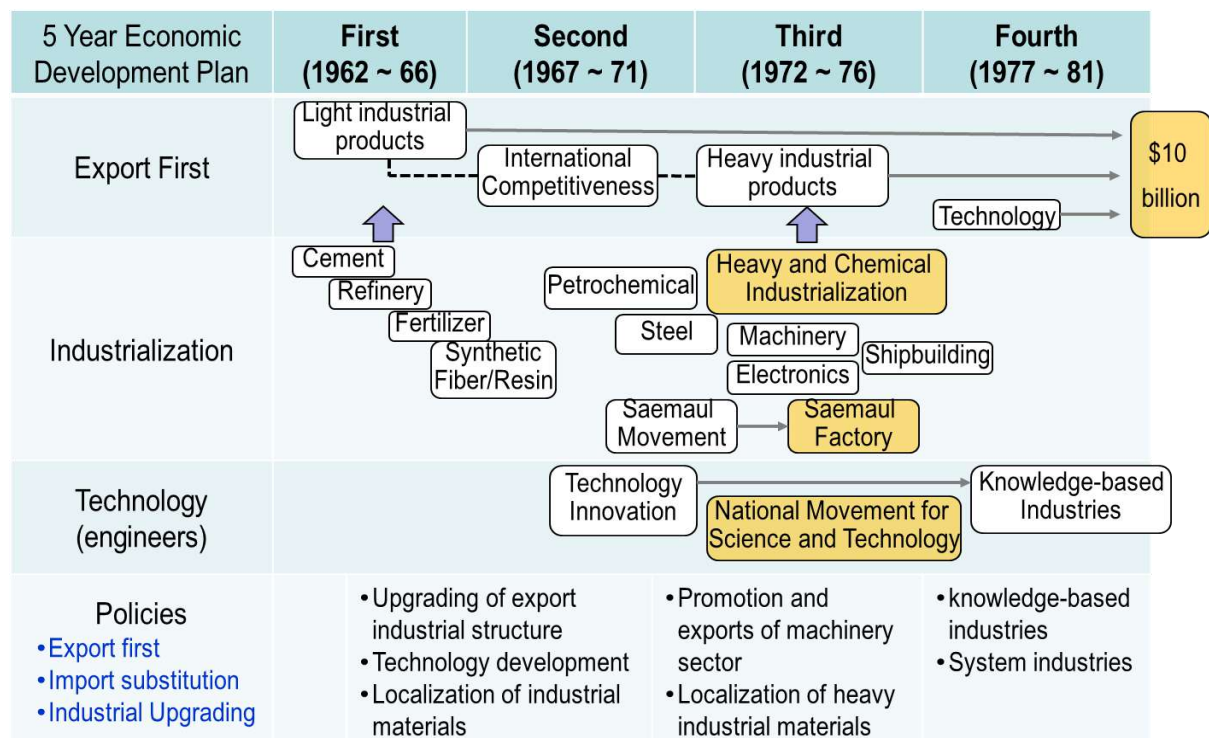 5 Year Economic
Development Plan
First
(1962 ~ 66)
Second
(1967 ~ 71)
Third
(1972 ~ 76)
Fourth
(1977 ~ 81)
Export First
Light industrial
products
International
Competitiveness
Heavy industrial
products
Technology
$10
billion
Industrialization
Cement
Refinery
Fertilizer
Synthetic
Fiber/Resin
Petrochemical
Steel
Heavy and Chemical
Industrialization
Machinery
Electronics
Shipbuilding
Saemaul
Movement
Saemaul
Factory
Technology
(engineers)
Technology
Innovation
National Movement for
Science and Technology
Knowledge-based
Industries
Policies
•Export first
•Import substitution
•Industrial Upgrading
•Upgrading of export
industrial structure
•Technology development
•Localization of industrial
materials
•Promotion and
exports of machinery
sector
•Localization of heavy
industrial materials
•knowledge-based
industries
•System industries